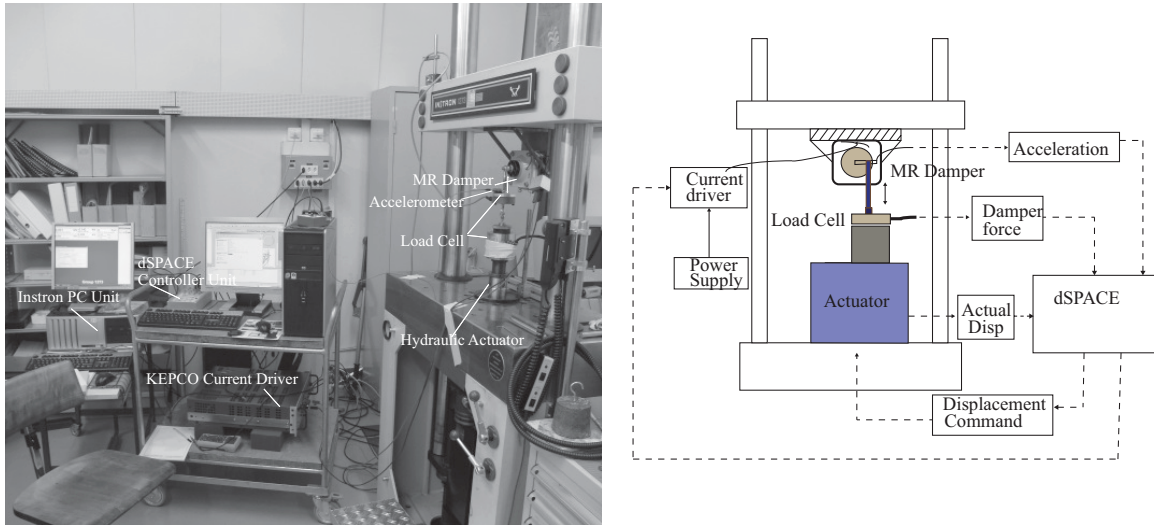 INSTRON
MR Damper
Accelerometer
Load Cell
dSPACE
Controller Unit
Instron PC Unit
Hydraulic Actuator
KEPCO Current Driver
Current
driver
Power
Supply
MR Damper
Load Cell
Actuator
Acceleration
Damper
force
Actual
Disp
dSPACE
Displacement
Command